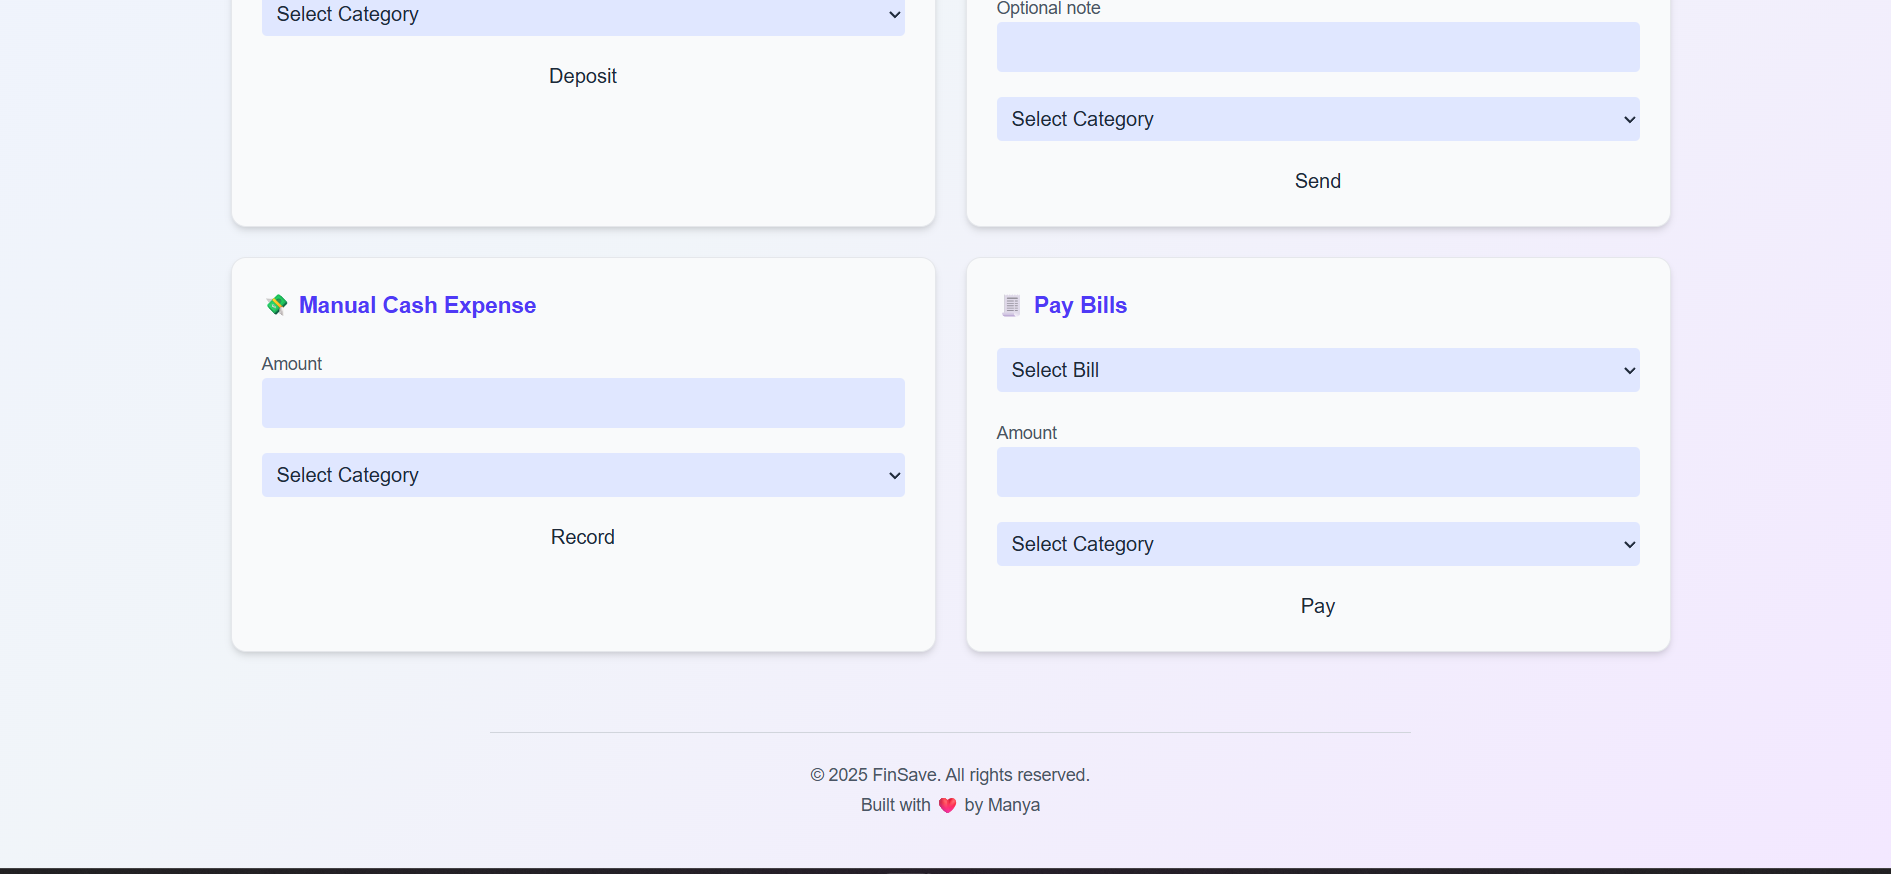 Select Category
Deposit
Optional note
Select Category
Send
Manual Cash Expense
Amount
Select Category
Record
Pay Bills
Select Bill
Amount
Select Category
Pay
© 2025 FinSave. All rights reserved.
Built with ❤️ by Manya